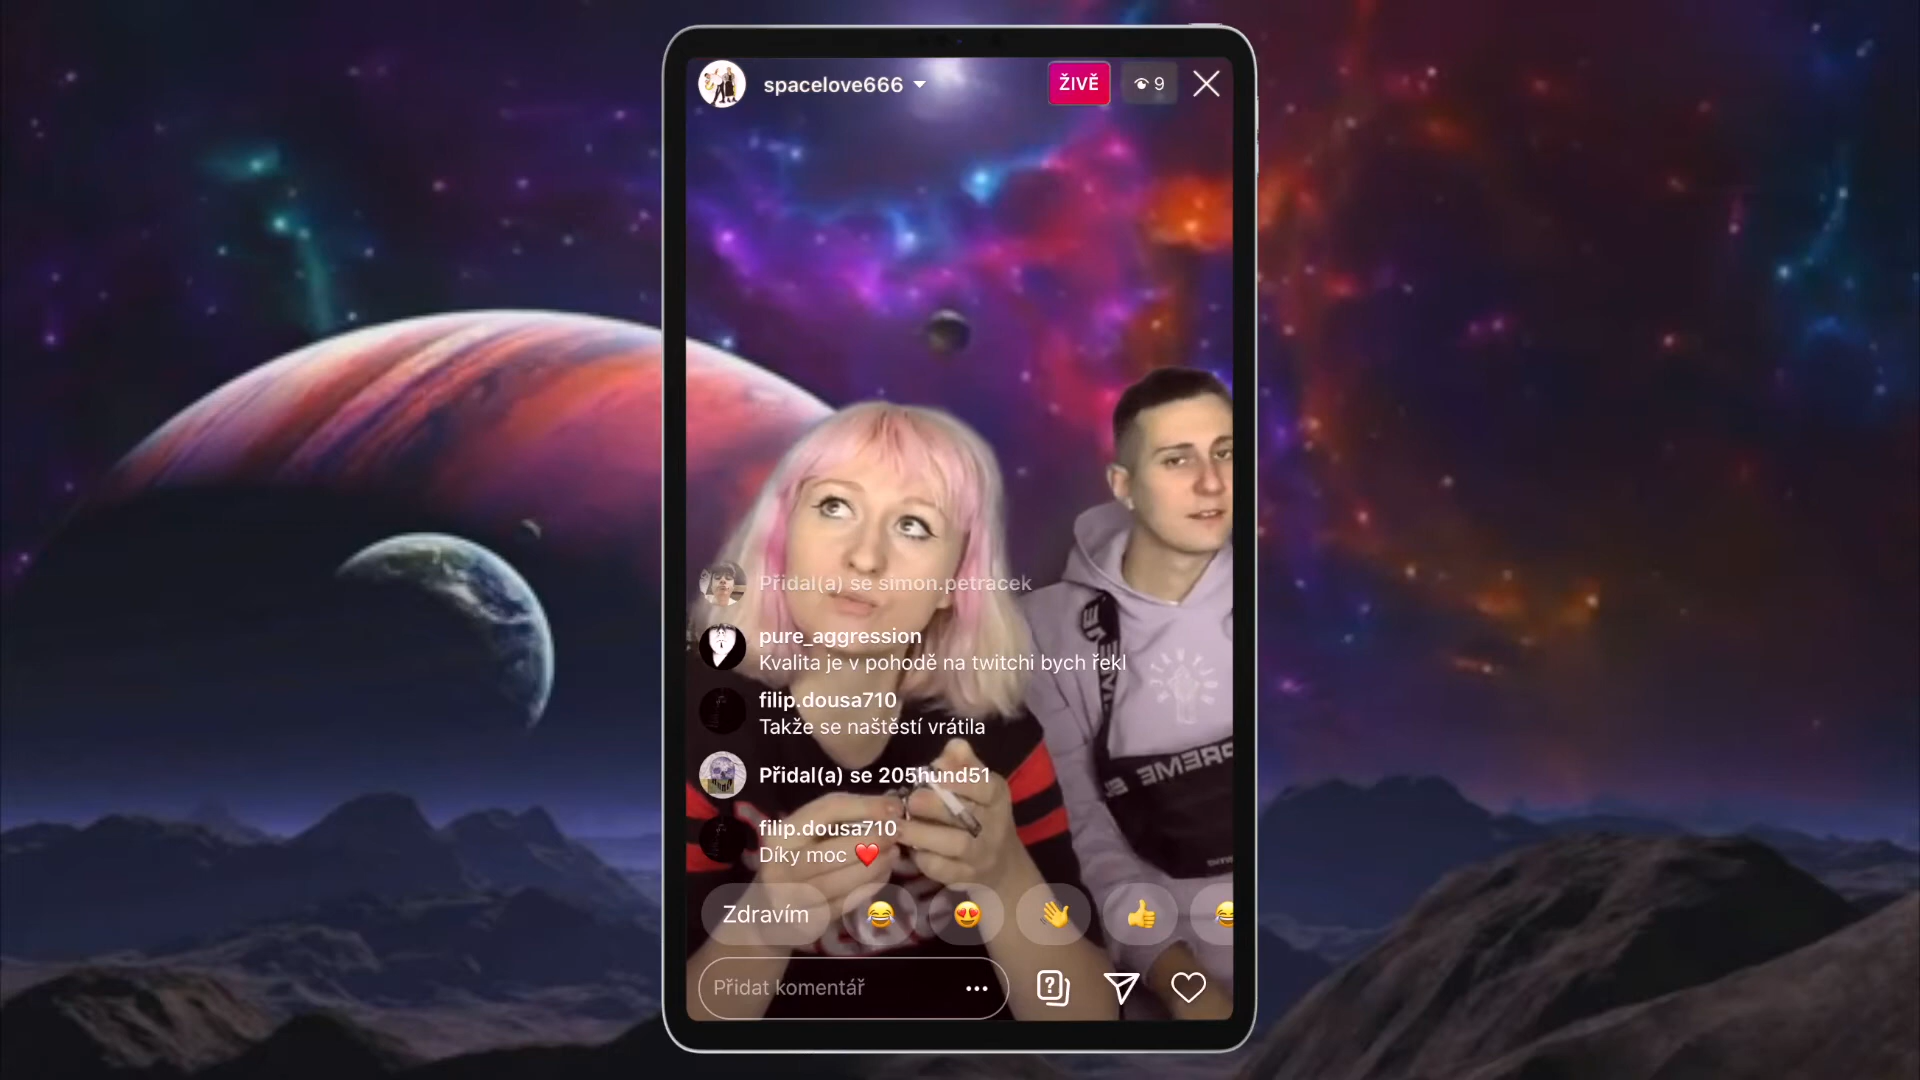 spacelove666
ŽIVĚ
9
Přidal(a) se simon.petracek
pure_aggression
Kvalita je v pohodě na twitchi bych řekl
filip.dousa710
Takže se naštěstí vrátila
Přidal(a) se 205hund51
filip.dousa710
Díky moc ❤️
Zdravím 😂 😍 👋 👍 😂
Přidat komentář